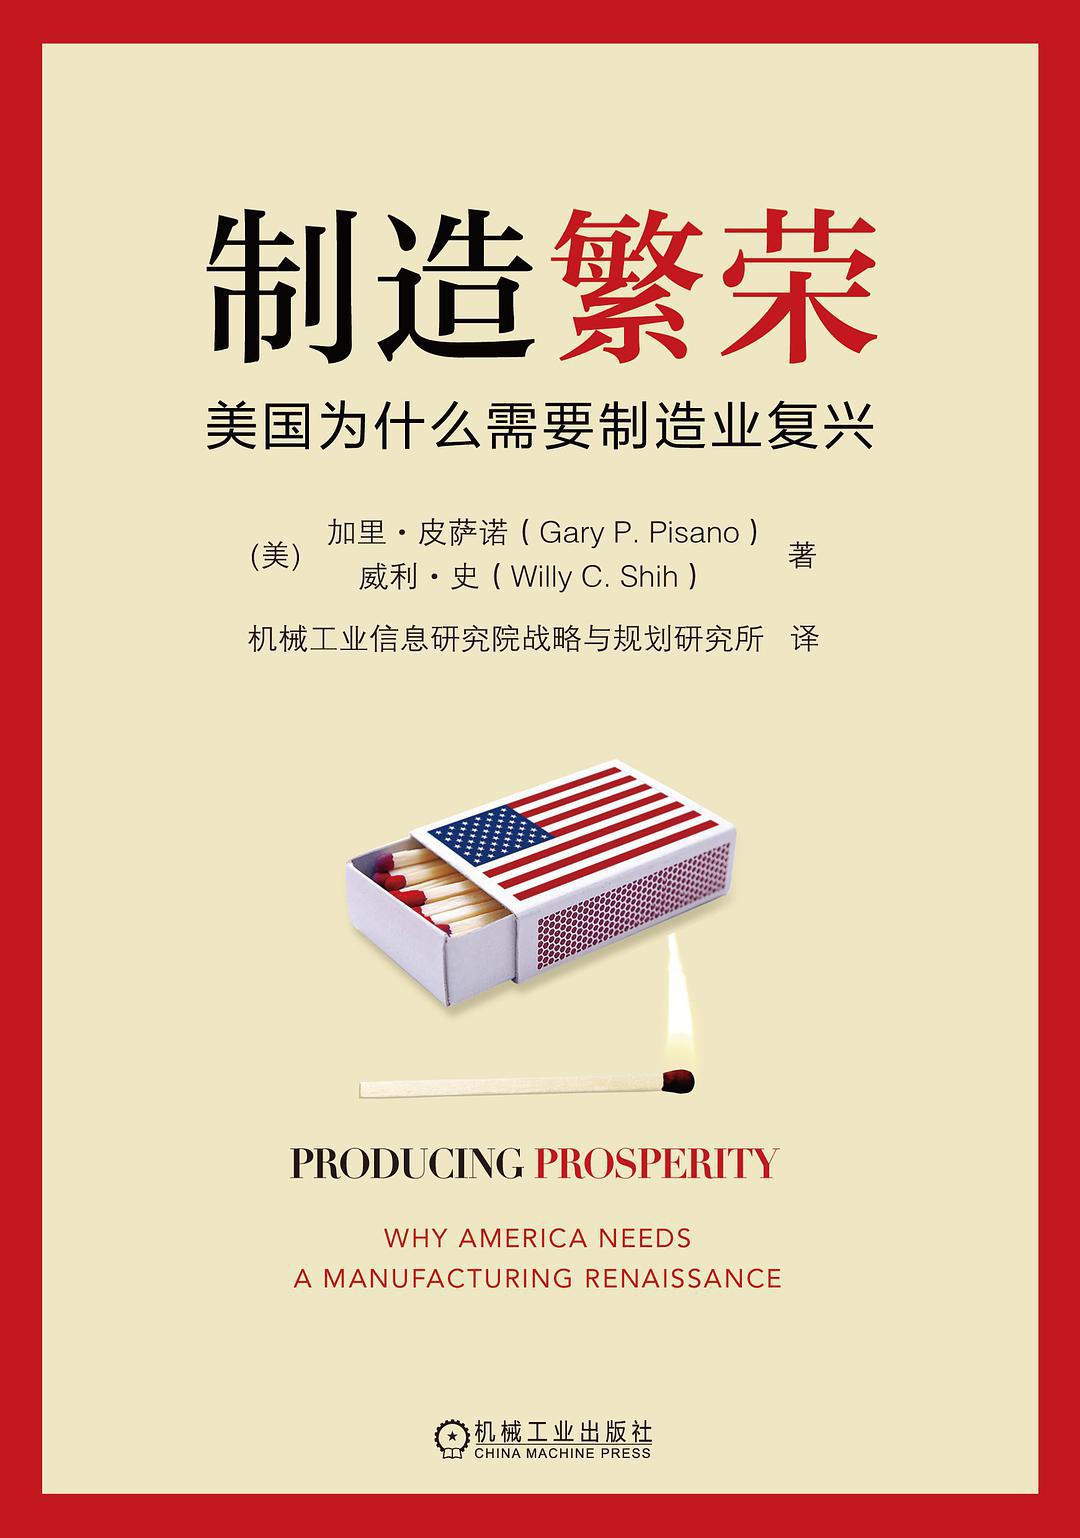 制造繁荣
美国为什么需要制造业复兴
(美) 加里·皮萨诺（Gary P. Pisano） 著
威利·史（Willy C. Shih）
机械工业信息研究院战略与规划研究所 译
PRODUCING PROSPERITY
WHY AMERICA NEEDS
A MANUFACTURING RENAISSANCE
机械工业出版社
CHINA MACHINE PRESS